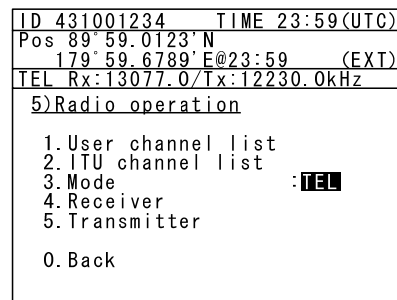 ID 431001234 TIME 23:59(UTC)
Pos 89°59.0123'N
179°59.6789'E@23:59 (EXT)
TEL Rx:13077.0/Tx:12230.0kHz
5)Radio operation
1.User channel list
2.ITU channel list
3.Mode :TEL
4.Receiver
5.Transmitter
0.Back